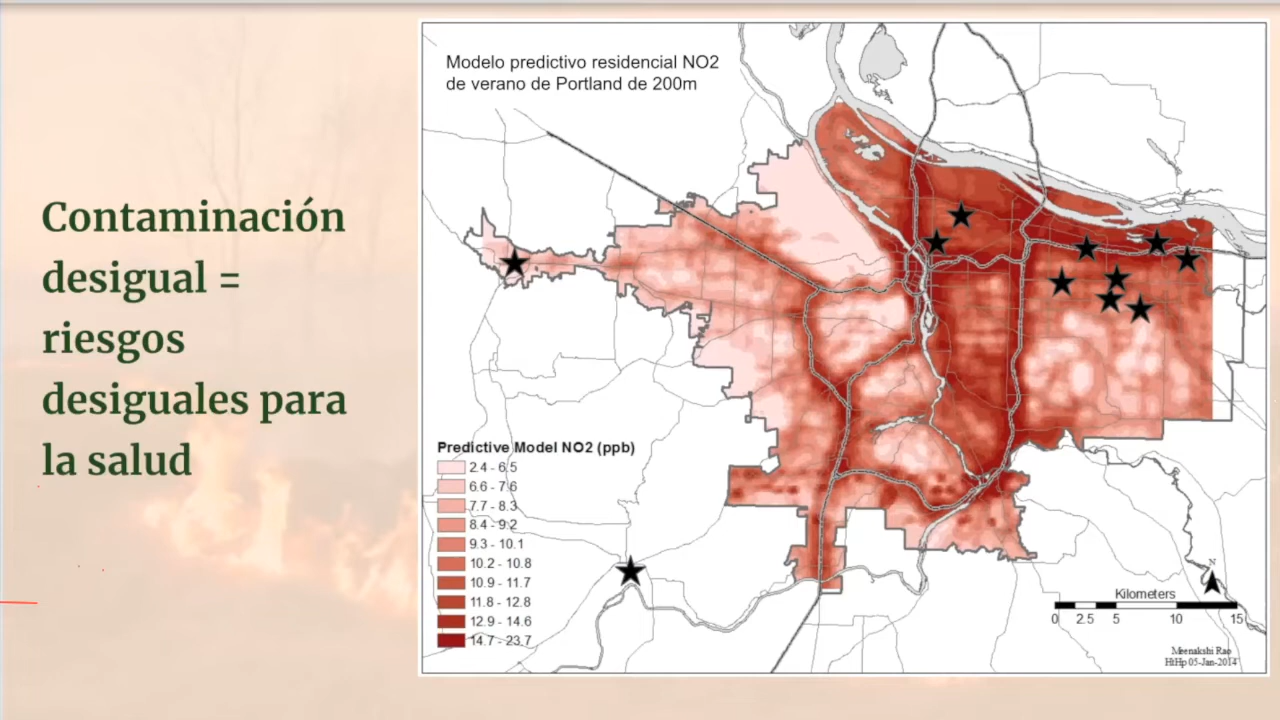 Contaminación
desigual =
riesgos
desiguales para
la salud
Modelo predictivo residencial NO2
de verano de Portland de 200m
Predictive Model NO2 (ppb)
2.4 - 6.5
6.6 - 7.6
7.7 - 8.3
8.4 - 9.2
9.3 - 10.1
10.2 - 10.8
10.9 - 11.7
11.8 - 12.8
12.9 - 14.6
14.7 - 23.7
N
Kilometers
0 2.5 5 10 15
Meenakshi Rao
HtHp 05-Jan-2014